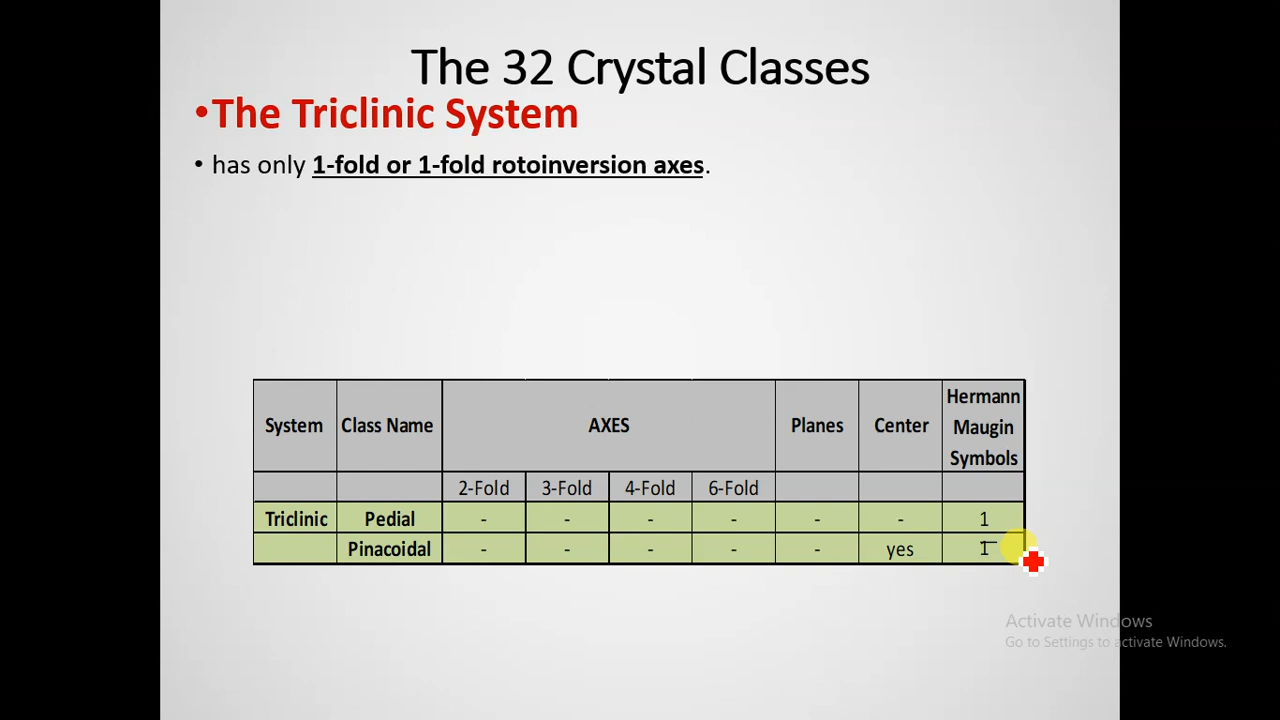 The 32 Crystal Classes
•The Triclinic System
• has only 1-fold or 1-fold rotoinversion axes.
System Class Name AXES Planes Center Hermann Maugin Symbols
2-Fold 3-Fold 4-Fold 6-Fold
Triclinic Pedial - - - - - - 1
Pinacoidal - - - - - yes 1̅
Activate Windows
Go to Settings to activate Windows.